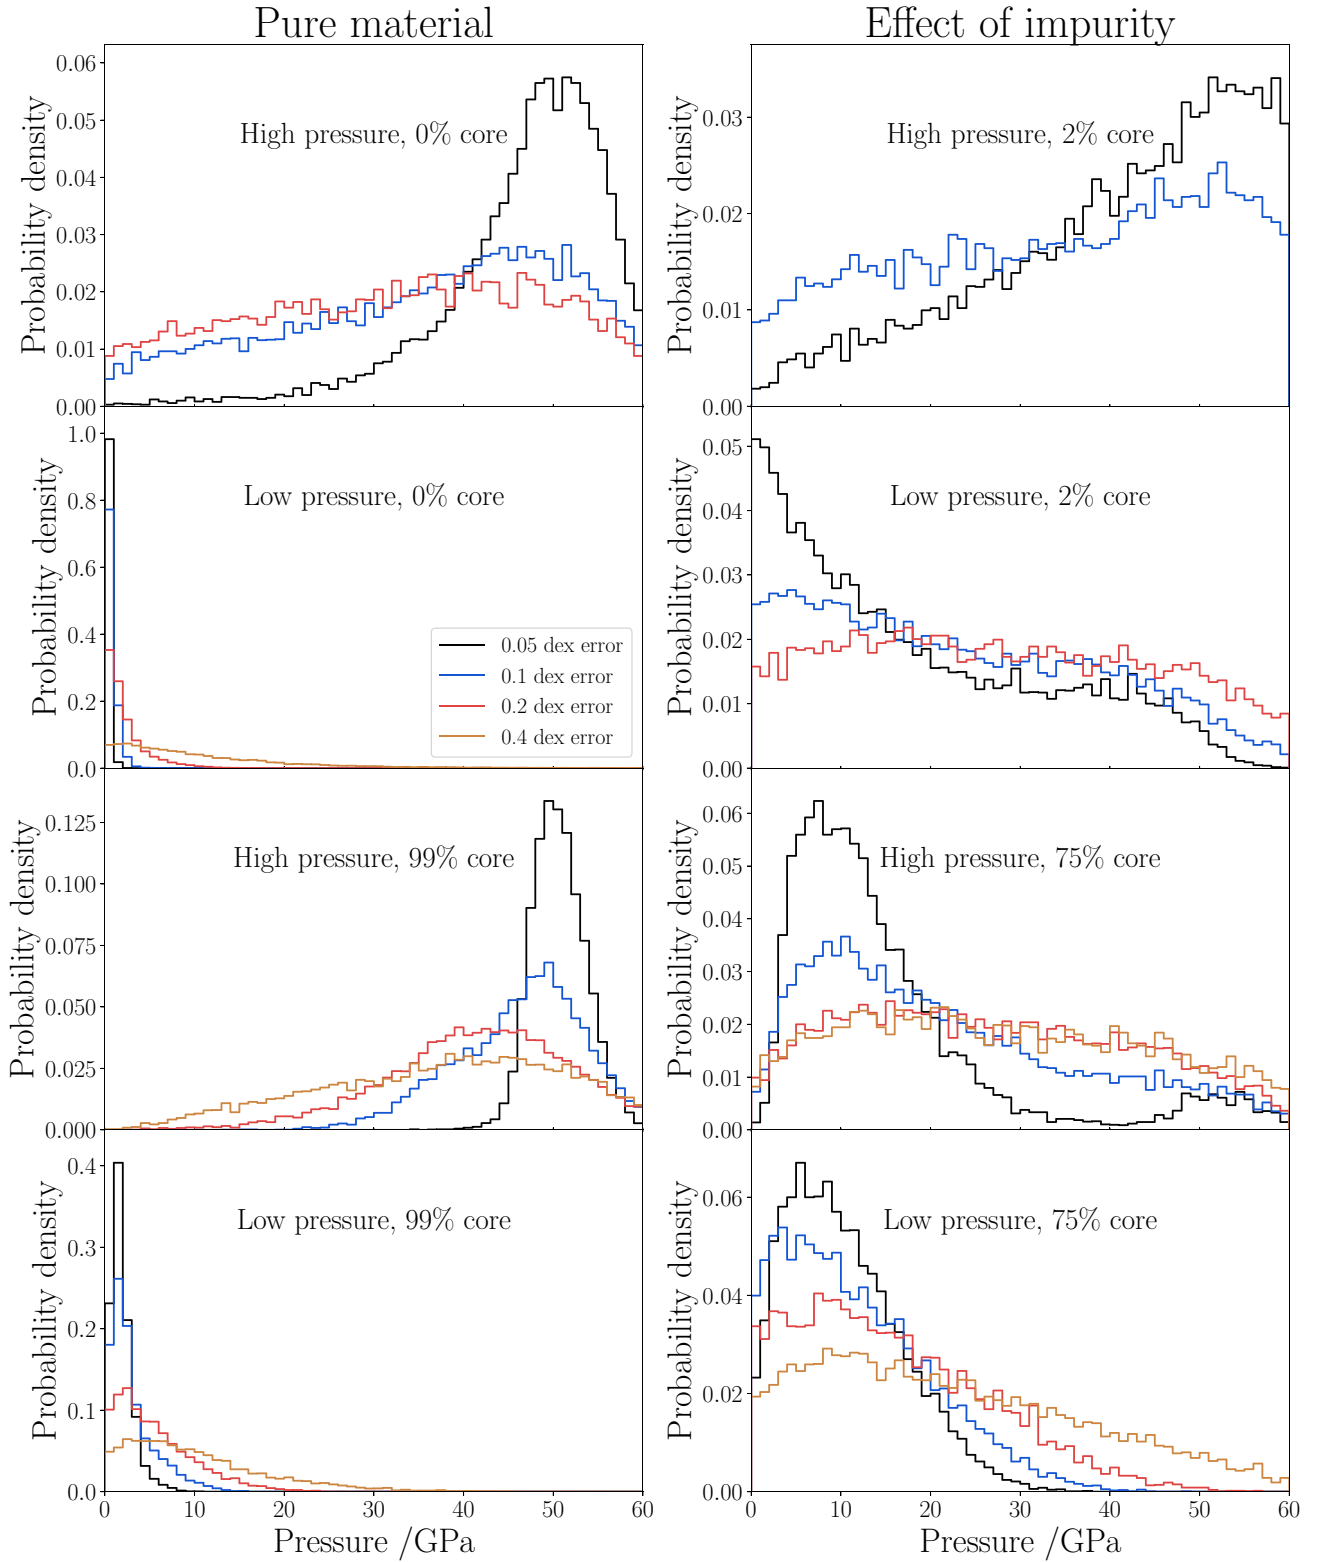 Pure material
Effect of impurity
0.06
0.05
0.04
0.03
0.02
0.01
0.00
Probability density
High pressure, 0% core
0.03
0.02
0.01
0.00
Probability density
High pressure, 2% core
1.0
0.8
0.6
0.4
0.2
0.0
Probability density
Low pressure, 0% core
0.05 dex error
0.1 dex error
0.2 dex error
0.4 dex error
0.05
0.04
0.03
0.02
0.01
0.00
Probability density
Low pressure, 2% core
0.125
0.100
0.075
0.050
0.025
0.000
Probability density
High pressure, 99% core
0.06
0.05
0.04
0.03
0.02
0.01
0.00
Probability density
High pressure, 75% core
0.4
0.3
0.2
0.1
0.0
Probability density
Low pressure, 99% core
0 10 20 30 40 50 60
Pressure /GPa
0.06
0.04
0.02
0.00
Probability density
Low pressure, 75% core
0 10 20 30 40 50 60
Pressure /GPa